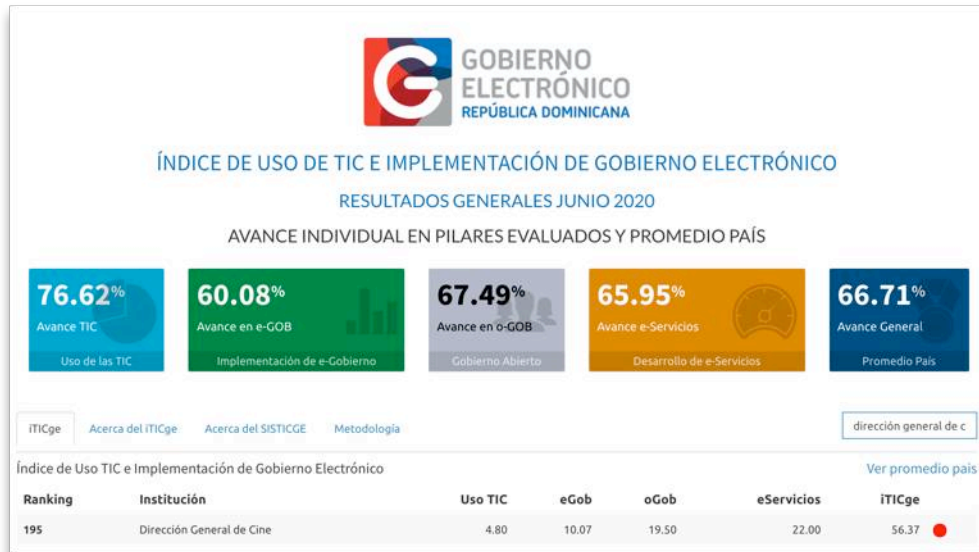 GOBIERNO
ELECTRÓNICO
REPÚBLICA DOMINICANA
ÍNDICE DE USO DE TIC E IMPLEMENTACIÓN DE GOBIERNO ELECTRÓNICO
RESULTADOS GENERALES JUNIO 2020
AVANCE INDIVIDUAL EN PILARES EVALUADOS Y PROMEDIO PAÍS
76.62%
Avance TIC
Uso de las TIC
60.08%
Avance en e-GOB
Implementación de e-Gobierno
67.49%
Avance en o-GOB
Gobierno Abierto
65.95%
Avance e-Servicios
Desarrollo de e-Servicios
66.71%
Avance General
Promedio País
iTICge Acerca del iTICge Acerca del SISTICGE Metodología dirección general de c
Índice de Uso TIC e Implementación de Gobierno Electrónico Ver promedio pais
Ranking Institución Uso TIC eGob oGob eServicios iTICge
195 Dirección General de Cine 4.80 10.07 19.50 22.00 56.37